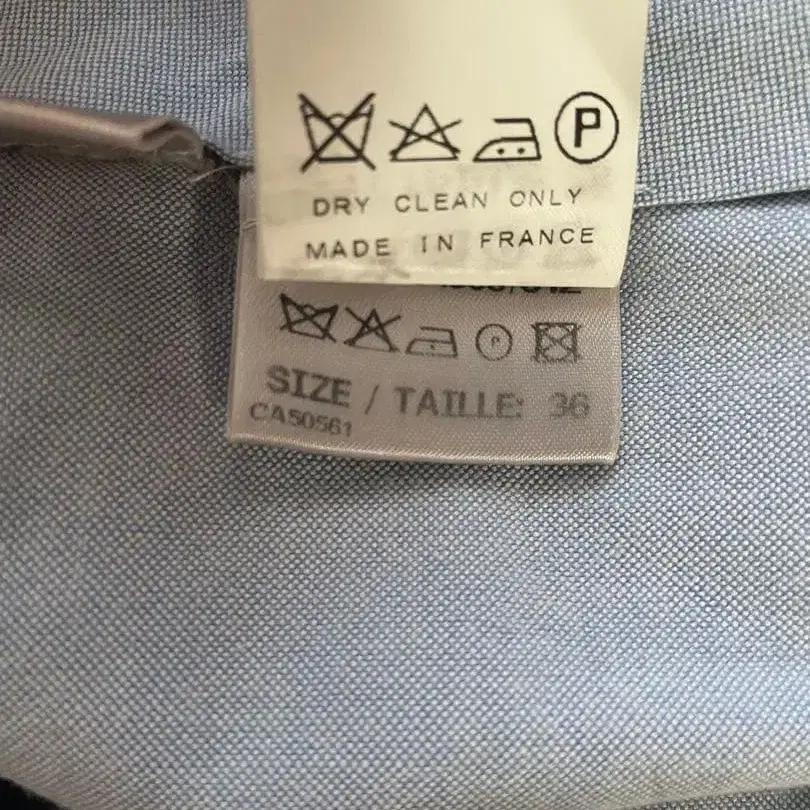 P
DRY CLEAN ONLY
MADE IN FRANCE
P
SIZE / TAILLE: 36
CA50561